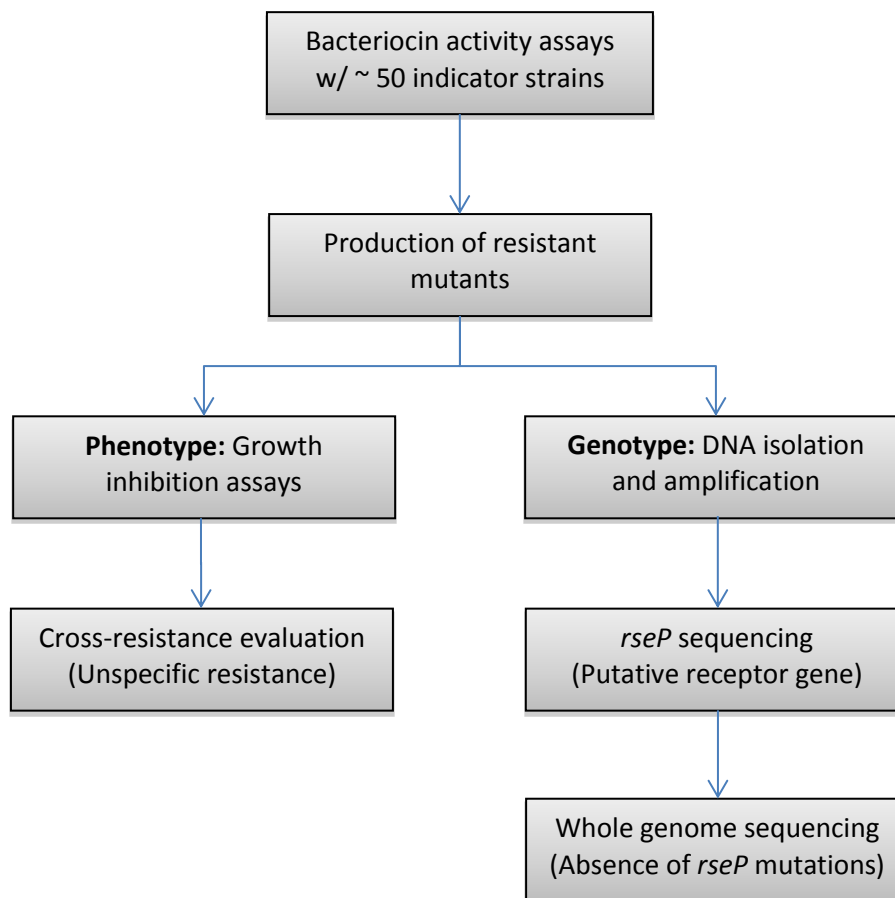 Bacteriocin activity assays
w/ ~ 50 indicator strains
Production of resistant
mutants
Phenotype: Growth
inhibition assays
Genotype: DNA isolation
and amplification
Cross-resistance evaluation
(Unspecific resistance)
rseP sequencing
(Putative receptor gene)
Whole genome sequencing
(Absence of rseP mutations)